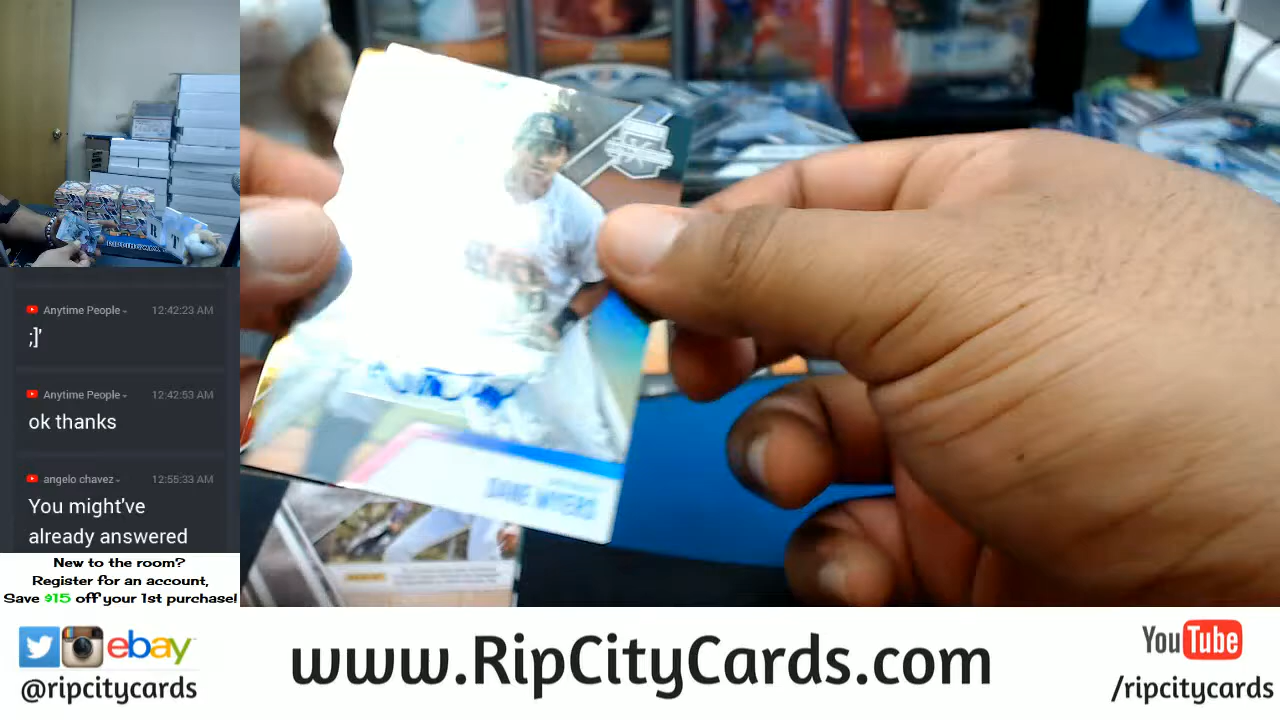 Anytime People
12:42:23 AM
;]'
Anytime People
12:42:53 AM
ok thanks
angelo chavez
12:55:33 AM
You might've
already answered
New to the room?
Register for an account,
Save $15 off your 1st purchase!
ebay
@ripcitycards
www.RipCityCards.com
YouTube
/ripcitycards
DANE MYERS
R
T